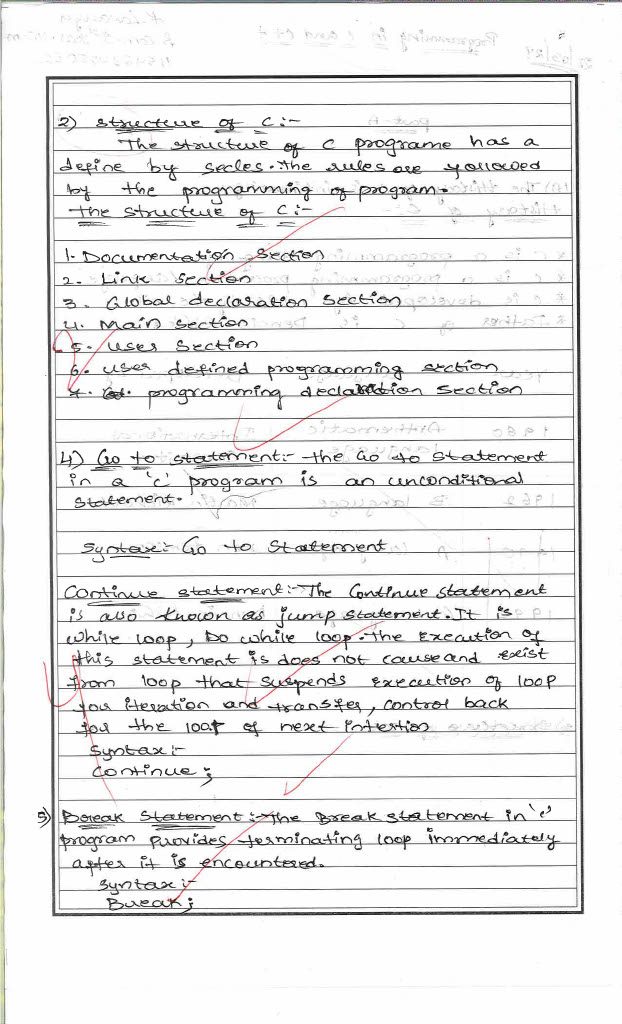 2) structure of C :-
The structure of C programe has a
define by secles. The rules are followed
by the programming of program.
The structure of C :-
1. Documentation Section
2. Link Section
3. Global declaration section
4. Main section
5. User Section
6. User defined programming section
7. programming declaration Section
4) Go to statement :- The Go to Statement
in a 'c' program is an unconditional
statement.
Syntax :- Go to Statement
Continue statement :- The Continue Statement
is also known as jump statement. It is
while loop, Do while loop. The Execution of
this statement is does not cause and exist
from loop that suspends execution of loop
for iteration and transfer, control back
for the loop of next intertion
Syntax :-
Continue ;
5) Break Statement :- The Break statement in 'c'
program Provides terminating loop immediately
after it is encountered.
Syntax :-
Break ;